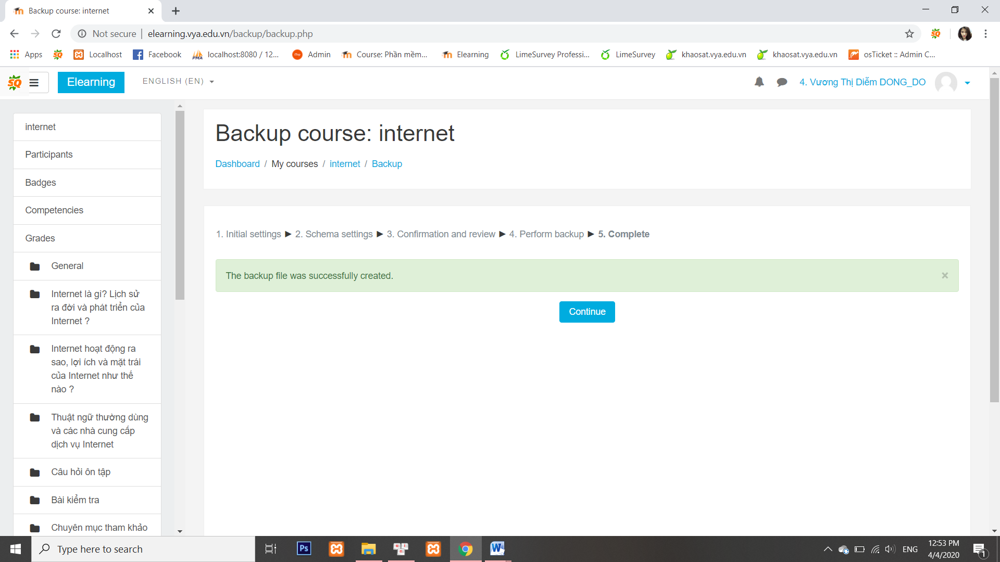 Backup course: internet
Not secure
elearning.vya.edu.vn/backup/backup.php
SQ
Apps
SQ
Localhost
Facebook
PMA
localhost:8080 / 12...
Admin
Course: Phần mềm...
Elearning
LimeSurvey Professi...
LimeSurvey
khaosat.vya.edu.vn
khaosat.vya.edu.vn
osTicket :: Admin C...
SQ
Elearning
ENGLISH (EN)
4. Vương Thị Diễm DONG_DO
internet
Participants
Badges
Competencies
Grades
General
Internet là gì? Lịch sử
ra đời và phát triển của
Internet ?
Internet hoạt động ra
sao, lợi ích và mặt trái
của Internet như thế
nào ?
Thuật ngữ thường dùng
và các nhà cung cấp
dịch vụ Internet
Câu hỏi ôn tập
Bài kiểm tra
Chuyên mục tham khảo
Backup course: internet
Dashboard / My courses / internet / Backup
1. Initial settings ► 2. Schema settings ► 3. Confirmation and review ► 4. Perform backup ► 5. Complete
The backup file was successfully created.
×
Continue
Type here to search
Ps
W
ENG
12:53 PM
4/4/2020
1